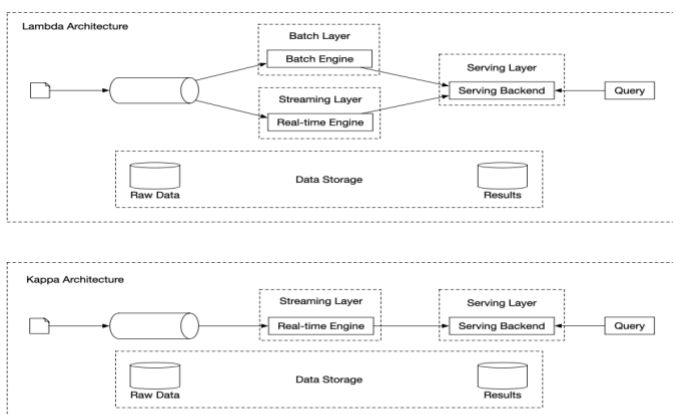 Lambda Architecture
Batch Layer
Batch Engine
Streaming Layer
Real-time Engine
Serving Layer
Serving Backend
Query
Raw Data
Data Storage
Results
Kappa Architecture
Streaming Layer
Real-time Engine
Serving Layer
Serving Backend
Query
Raw Data
Data Storage
Results